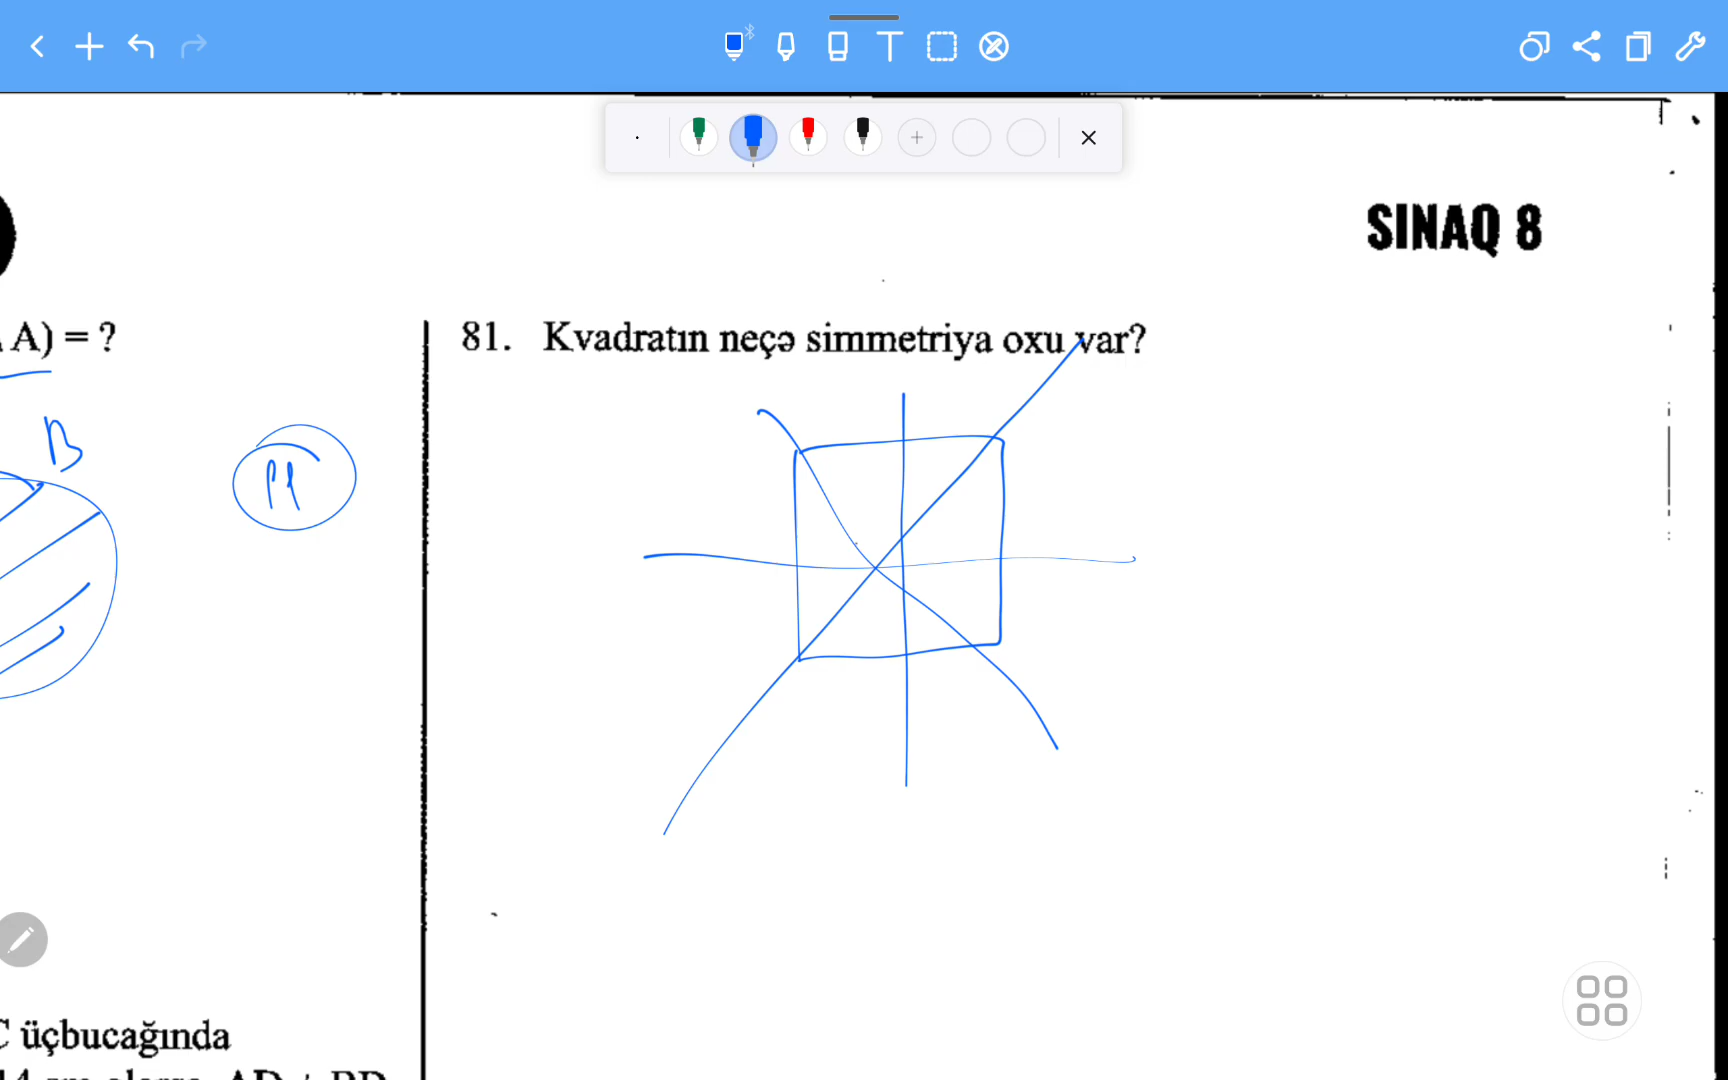 SINAQ 8
A) = ?
B
81. Kvadratın neçə simmetriya oxu var?
üçbucağında